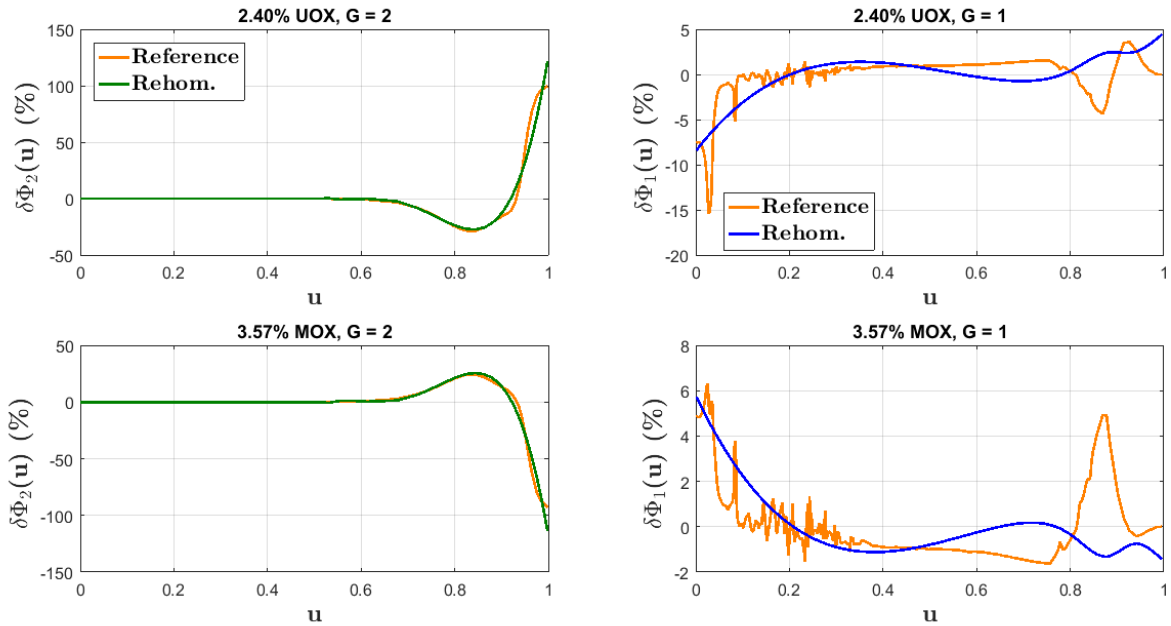 2.40% UOX, G = 2
150
100
50
0
-50
δΦ₂(u) (%)
Reference
Rehom.
0 0.2 0.4 0.6 0.8 1
u
2.40% UOX, G = 1
5
0
-5
-10
-15
-20
δΦ₁(u) (%)
Reference
Rehom.
0 0.2 0.4 0.6 0.8 1
u
3.57% MOX, G = 2
50
0
-50
-100
-150
δΦ₂(u) (%)
0 0.2 0.4 0.6 0.8 1
u
3.57% MOX, G = 1
8
6
4
2
0
-2
δΦ₁(u) (%)
0 0.2 0.4 0.6 0.8 1
u